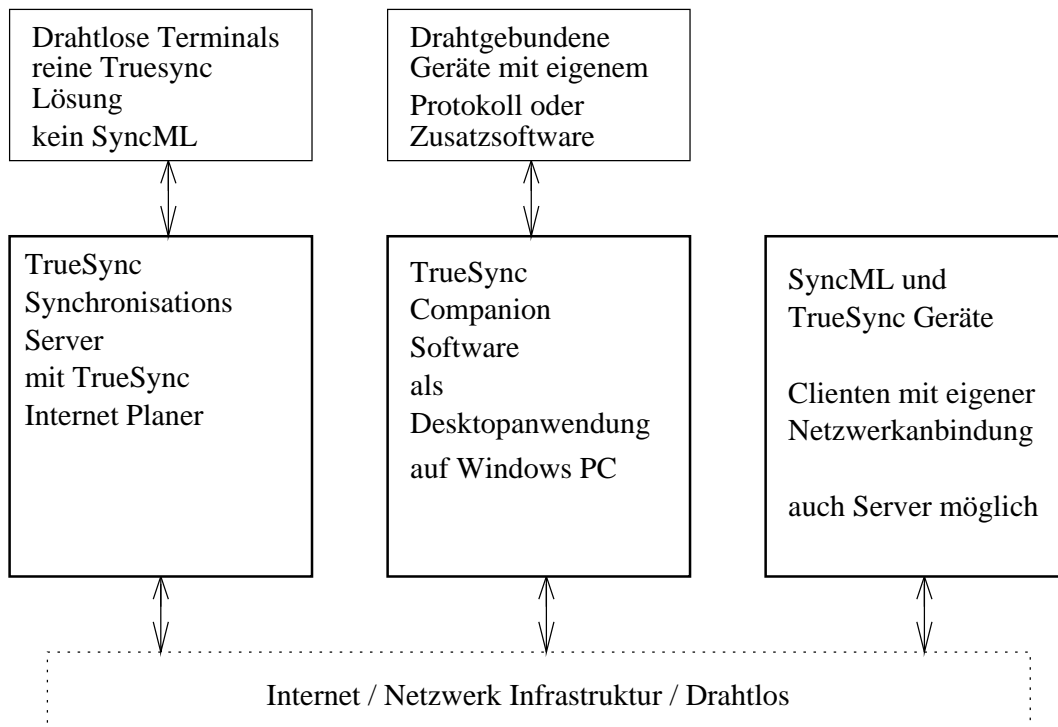 Drahtlose Terminals
reine Truesync
Lösung
kein SyncML
Drahtgebundene
Geräte mit eigenem
Protokoll oder
Zusatzsoftware
TrueSync
Synchronisations
Server
mit TrueSync
Internet Planer
TrueSync
Companion
Software
als
Desktopanwendung
auf Windows PC
SyncML und
TrueSync Geräte
Clienten mit eigener
Netzwerkanbindung
auch Server möglich
Internet / Netzwerk Infrastruktur / Drahtlos